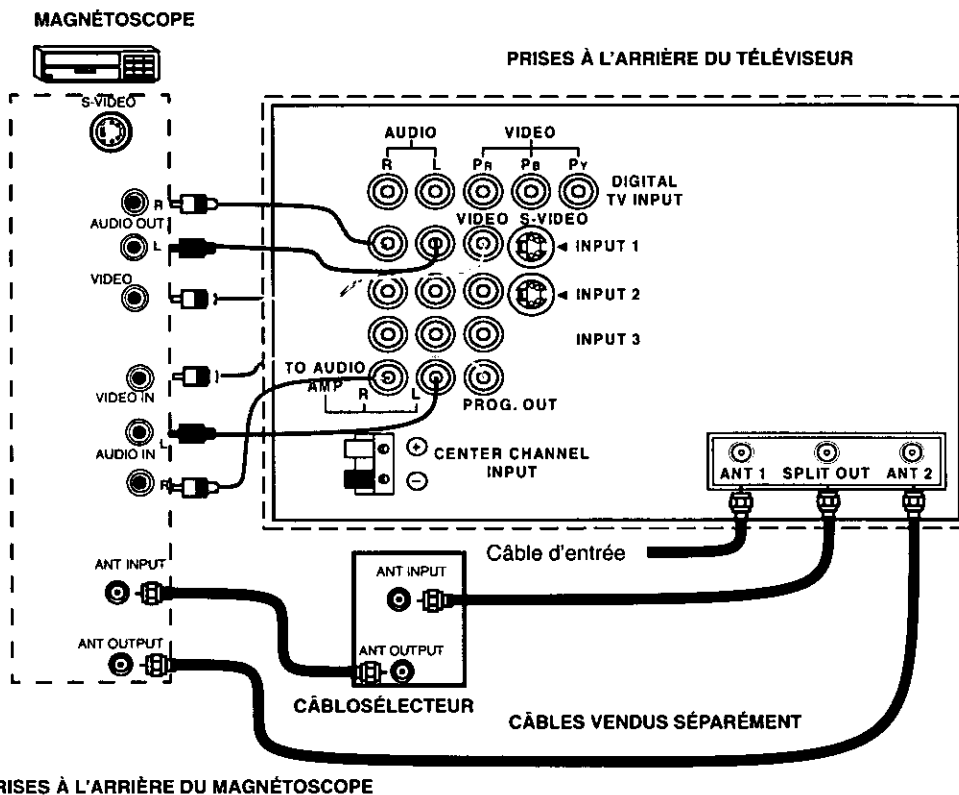 MAGNÉTOSCOPE
PRISES À L'ARRIÈRE DU TÉLÉVISEUR
S-VIDEO
R
AUDIO OUT
L
VIDEO
VIDEO IN
L
AUDIO IN
R
ANT INPUT
ANT OUTPUT
AUDIO VIDEO
R L PR PB PY
DIGITAL
TV INPUT
VIDEO S-VIDEO
INPUT 1
INPUT 2
INPUT 3
TO AUDIO
AMP R L
PROG. OUT
+
CENTER CHANNEL
INPUT
−
ANT 1 SPLIT OUT ANT 2
Câble d'entrée
ANT INPUT
ANT OUTPUT
CÂBLOSÉLECTEUR
CÂBLES VENDUS SÉPARÉMENT
RISES À L'ARRIÈRE DU MAGNÉTOSCOPE